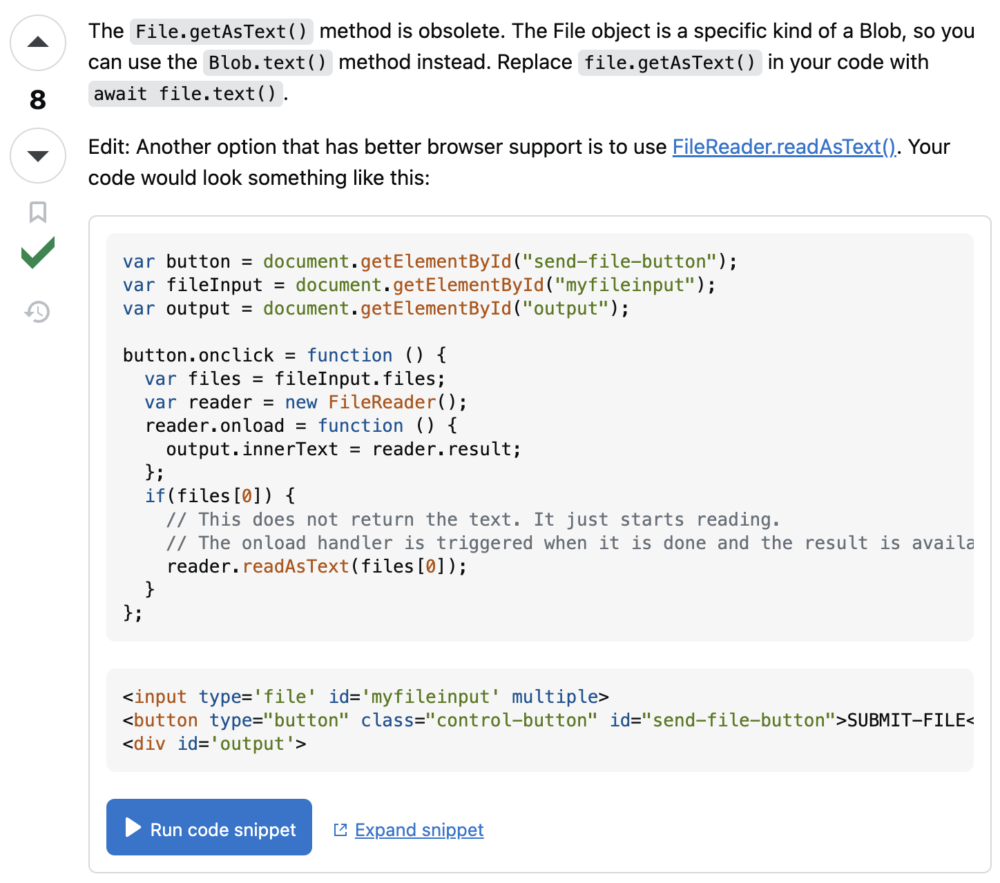 The File.getAsText() method is obsolete. The File object is a specific kind of a Blob, so you
can use the Blob.text() method instead. Replace file.getAsText() in your code with
await file.text().
8
Edit: Another option that has better browser support is to use FileReader.readAsText(). Your
code would look something like this:
var button = document.getElementById("send-file-button");
var fileInput = document.getElementById("myfileinput");
var output = document.getElementById("output");

button.onclick = function () {
  var files = fileInput.files;
  var reader = new FileReader();
  reader.onload = function () {
    output.innerText = reader.result;
  };
  if(files[0]) {
    // This does not return the text. It just starts reading.
    // The onload handler is triggered when it is done and the result is availa
    reader.readAsText(files[0]);
  }
};
<input type='file' id='myfileinput' multiple>
<button type="button" class="control-button" id="send-file-button">SUBMIT-FILE<
<div id='output'>
Run code snippet
Expand snippet